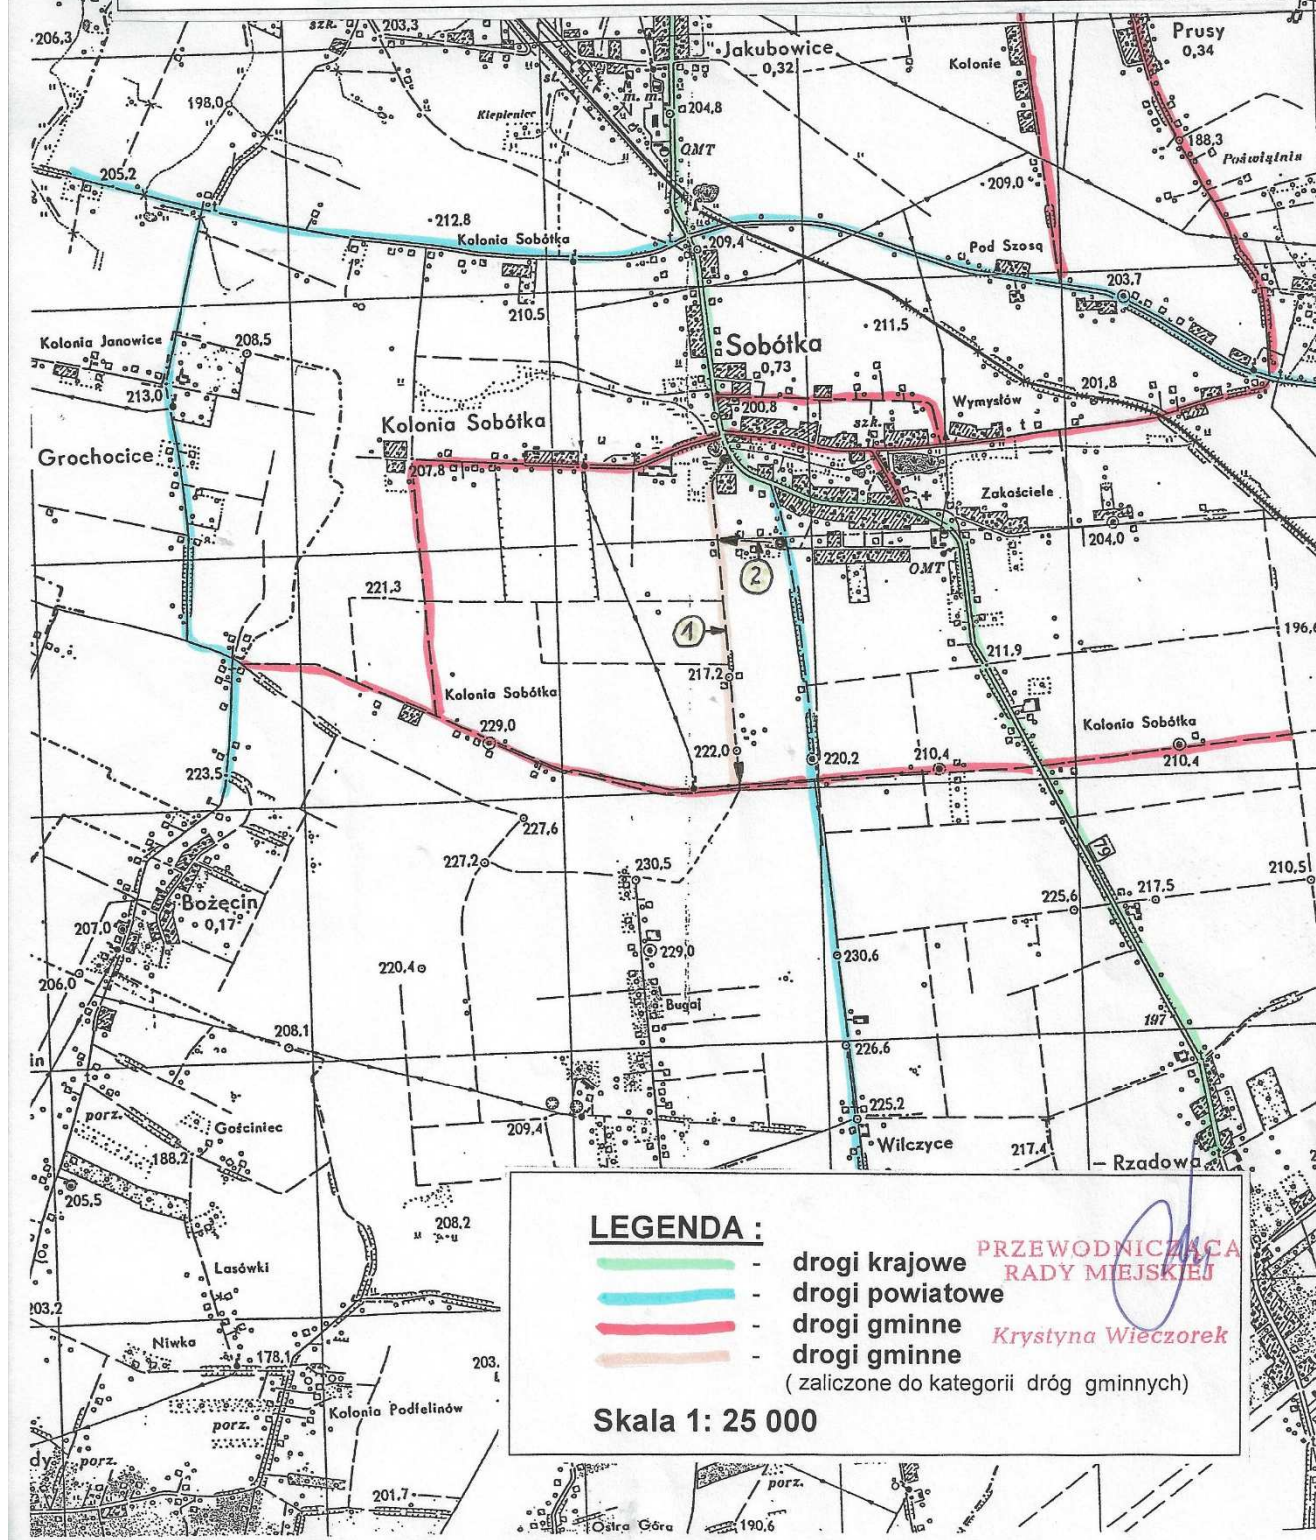 206,3
szk.
203,3
Jakubowice
0,32
Prusy
0,34
Kolonie
sł.
m. m.
198,0
204,8
Kiepieniec
OMT
188,3
Poświątnia
205,2
209,0
212.8
Kolonia Sobótka
209,4
Pod Szosą
203,7
210.5
211,5
Kolonia Janowice
208,5
Sobótka
0,73
213,0
201,8
200,8
Wymysłów
Kolonia Sobótka
szk.
Grochocice
207,8
Zakościele
204.0
OMT
2
221,3
1
196,6
217.2
211.9
Kolonia Sobótka
229,0
222,0
Kolonia Sobótka
210,4
210.4
220,2
223,5
227,6
79
227,2
230,5
210,5
217,5
225,6
Bożęcin
0,17
207,0
229,0
230,6
220,4
206,0
Bugaj
197
208.1
226,6
in
225,2
209,4
porz.
Gościniec
Wilczyce
217.4
188,2
– Rzadowa
205,5
208,2
LEGENDA :
- drogi krajowe
- drogi powiatowe
- drogi gminne
- drogi gminne
( zaliczone do kategorii dróg gminnych)
Skala 1: 25 000
PRZEWODNICZĄCA
RADY MIEJSKIEJ
Krystyna Wieczorek
Lasówki
203,2
Niwka
178,1
203.
Kolonia Podfelinów
porz.
dy
porz.
201.7
porz.
Ostra Góra
190,6